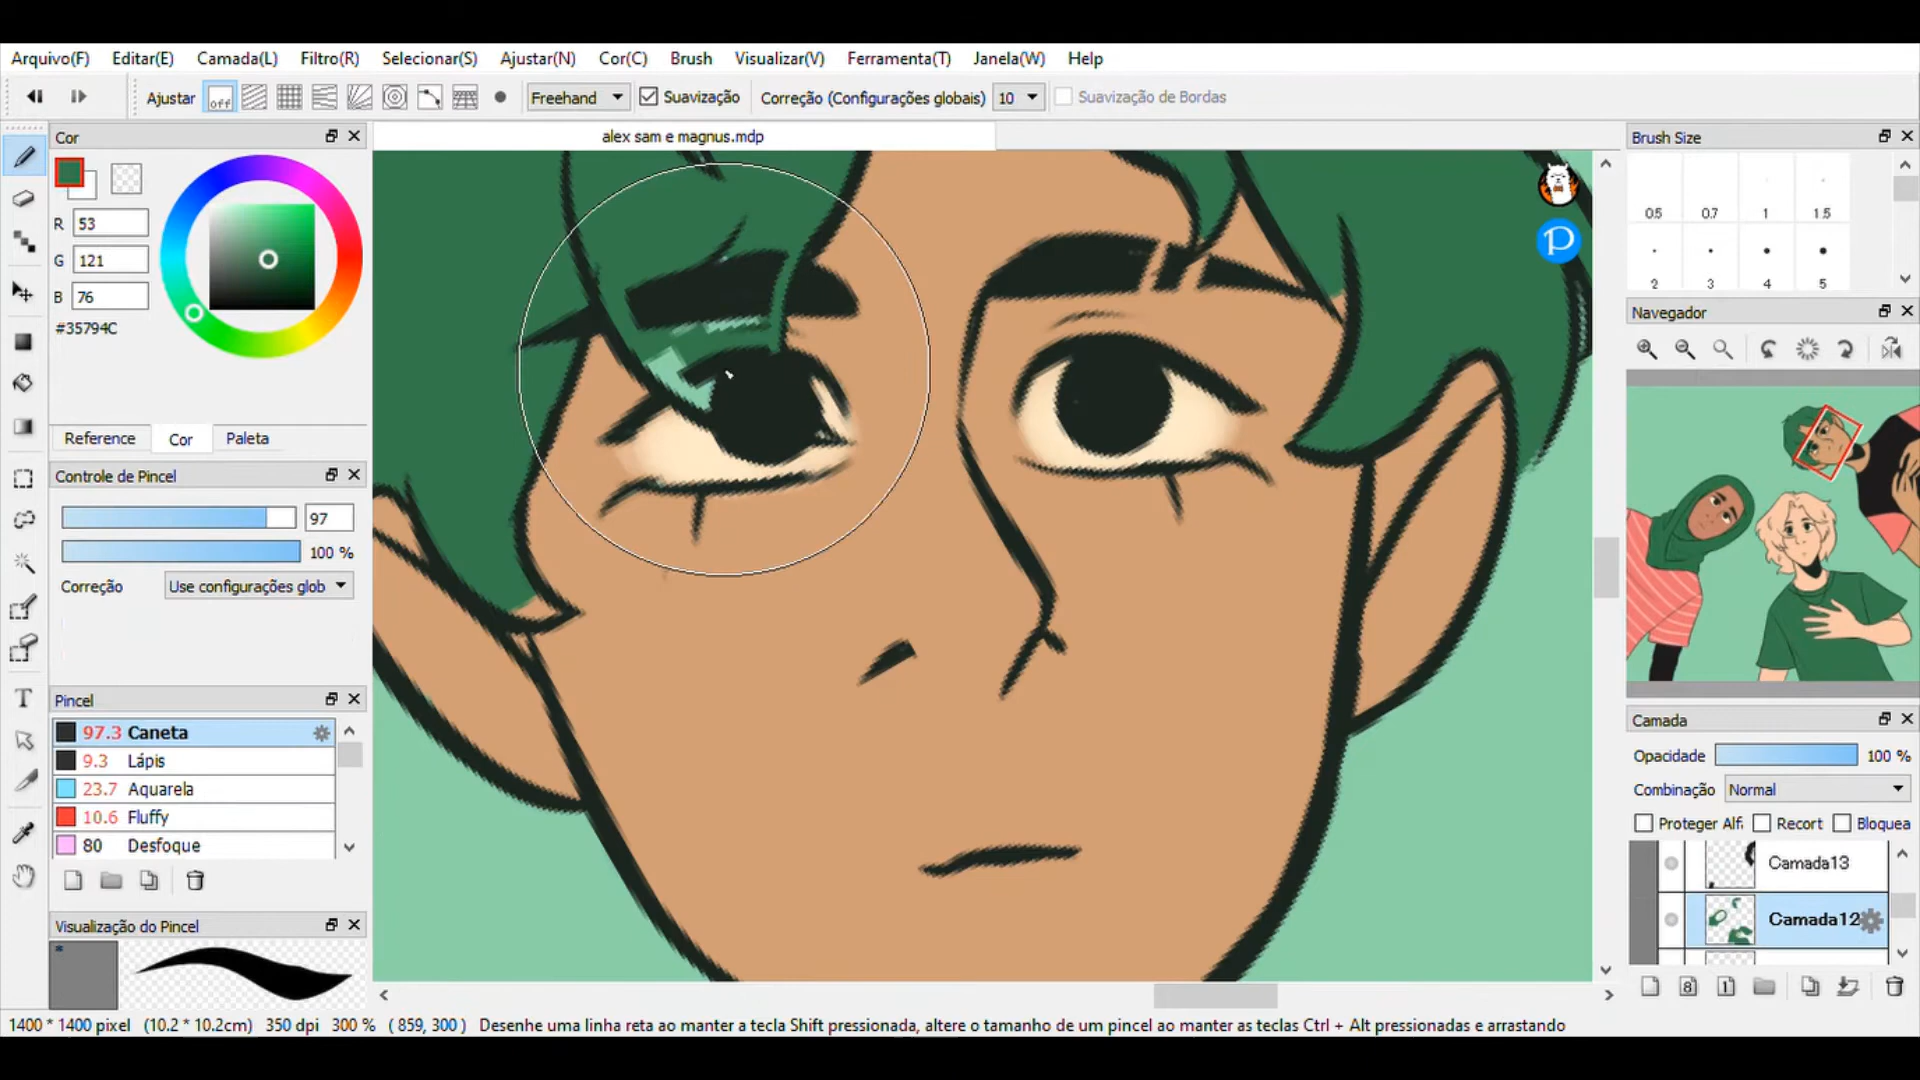 Arquivo(F) Editar(E) Camada(L) Filtro(R) Selecionar(S) Ajustar(N) Cor(C) Brush Visualizar(V) Ferramenta(T) Janela(W) Help
Ajustar off Freehand Suavização Correção (Configurações globais) 10 Suavização de Bordas
alex sam e magnus.mdp
Cor
R 53
G 121
B 76
#35794C
Reference Cor Paleta
Controle de Pincel
97
100 %
Correção Use configurações glob
Pincel
97.3 Caneta
9.3 Lápis
23.7 Aquarela
10.6 Fluffy
80 Desfoque
Visualização do Pincel
*
P
Brush Size
0.5 0.7 1 1.5
2 3 4 5
Navegador
Camada
Opacidade 100 %
Combinação Normal
Proteger Alf Recort Bloquea
Camada13
Camada12
8 1
T
1400 * 1400 pixel (10.2 * 10.2cm) 350 dpi 300 % ( 859, 300 ) Desenhe uma linha reta ao manter a tecla Shift pressionada, altere o tamanho de um pincel ao manter as teclas Ctrl + Alt pressionadas e arrastando